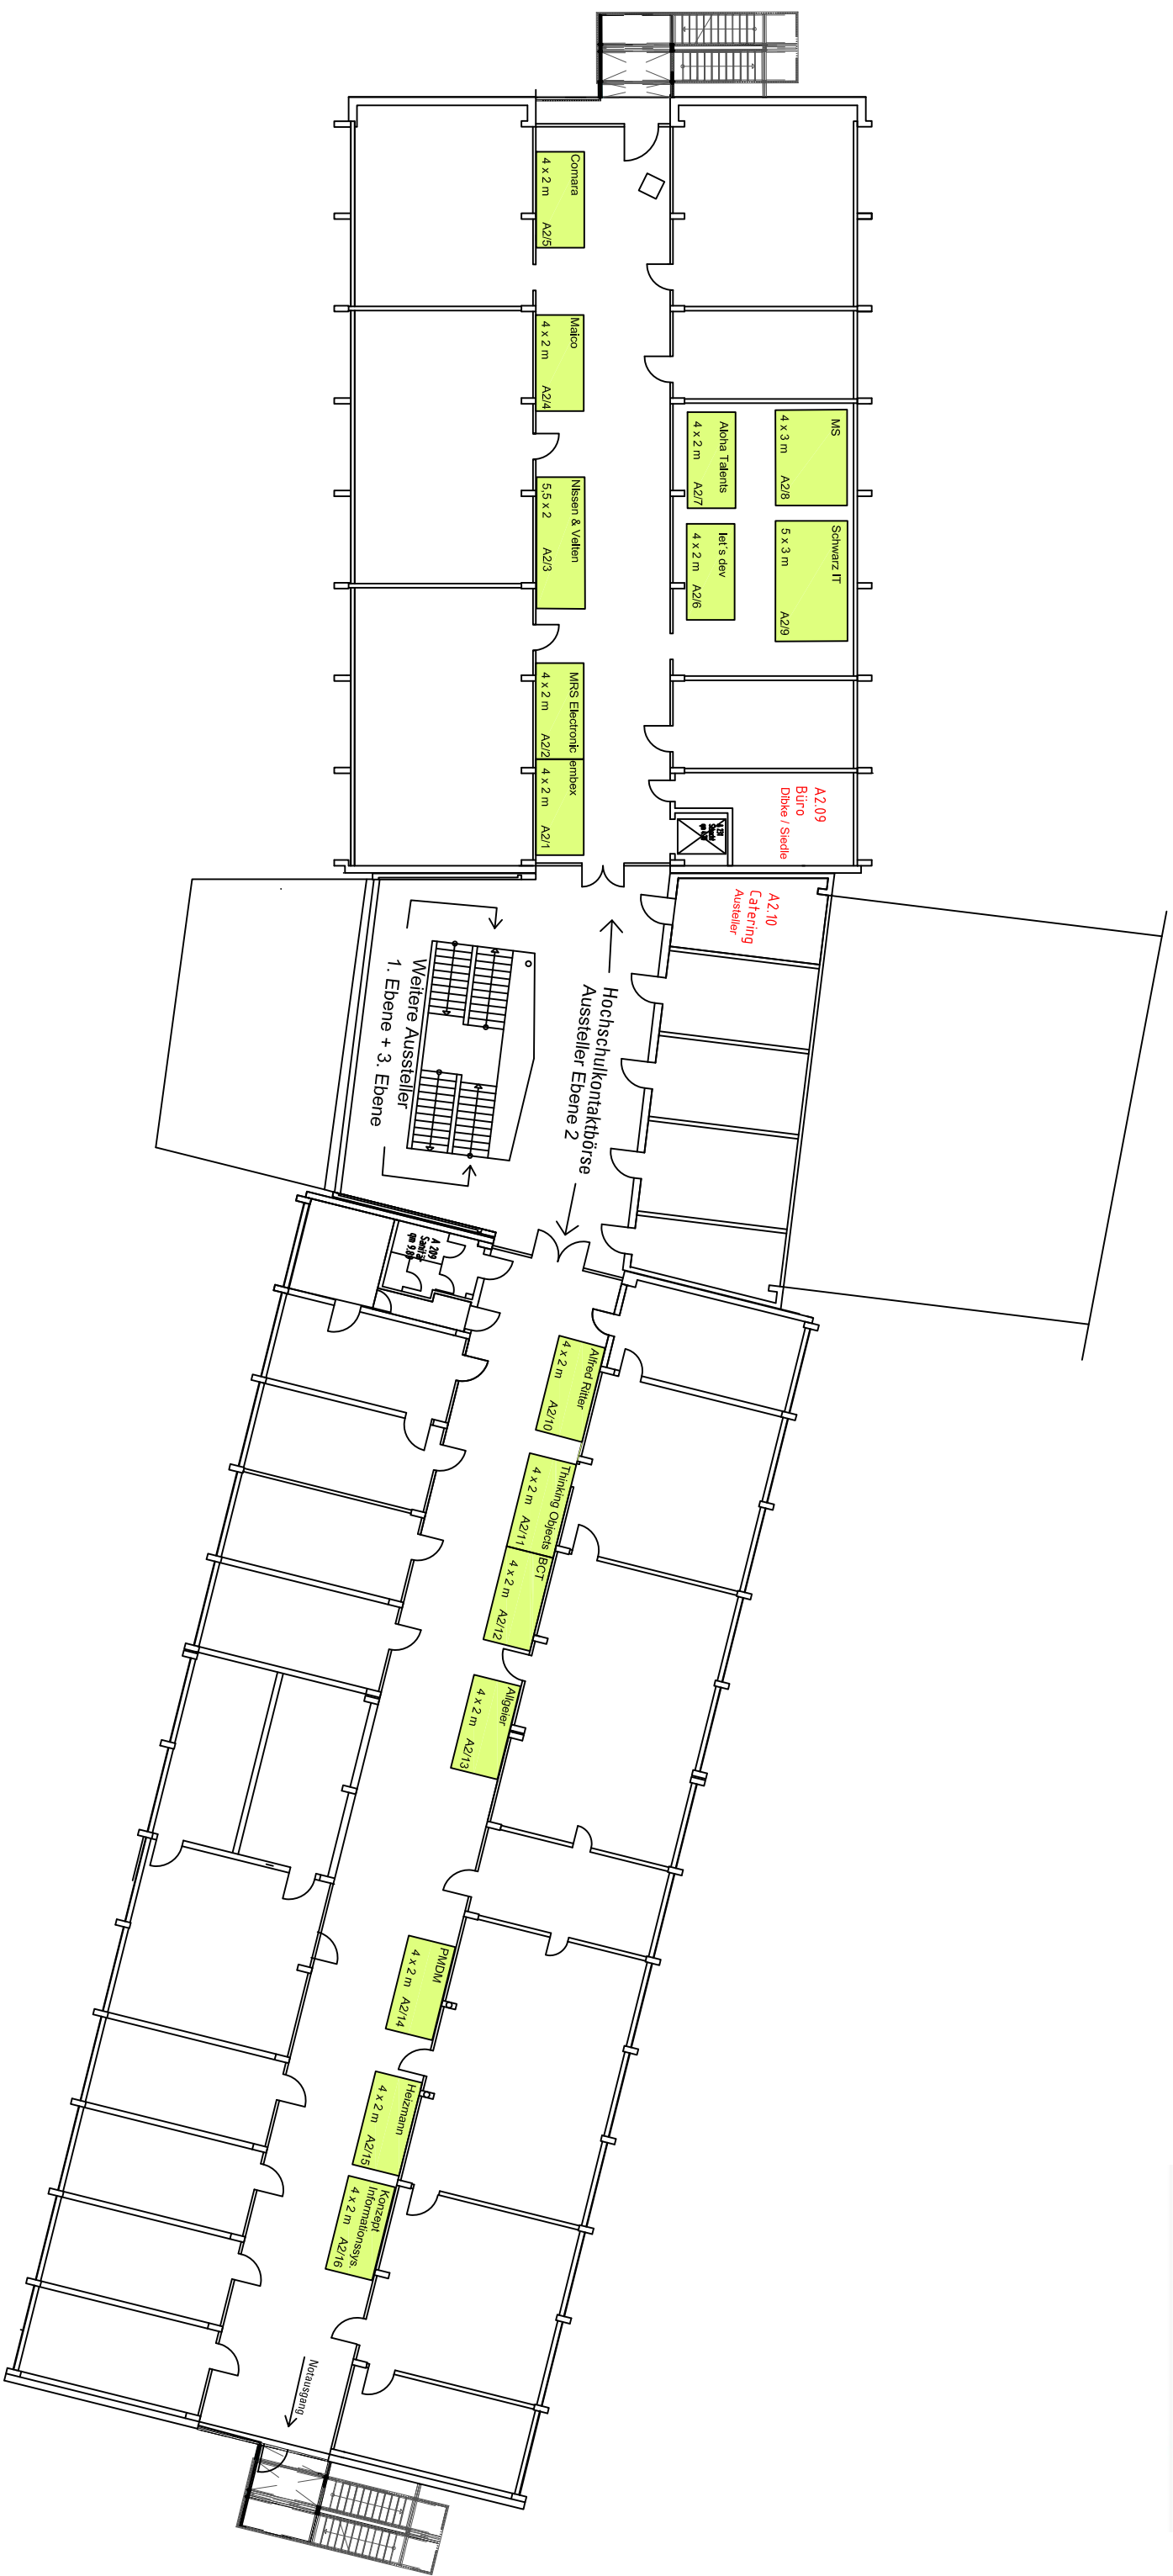 Comara
4 x 2 m A2/5
Maico
4 x 2 m A2/4
MS
4 x 3 m A2/8
Aloha Talents
4 x 2 m A2/7
Nissen & Velten
5,5 x 2 A2/3
Schwarz IT
5 x 3 m A2/9
let´s dev
4 x 2 m A2/6
MRS Electronic
4 x 2 m A2/2
embex
4 x 2 m A2/1
A2.09
Büro
Dibke / Siedle
A2.10
Catering
Austeller
Hochschulkontaktbörse
Aussteller Ebene 2
Weitere Aussteller
1. Ebene + 3. Ebene
A 209
Sanitär
Alfred Ritter
4 x 2 m A2/10
Thinking Objects
4 x 2 m A2/11
BCT
4 x 2 m A2/12
Allgeier
4 x 2 m A2/13
PMDM
4 x 2 m A2/14
Heizmann
4 x 2 m A2/15
Konzept
Informationssys.
4 x 2 m A2/16
Notausgang